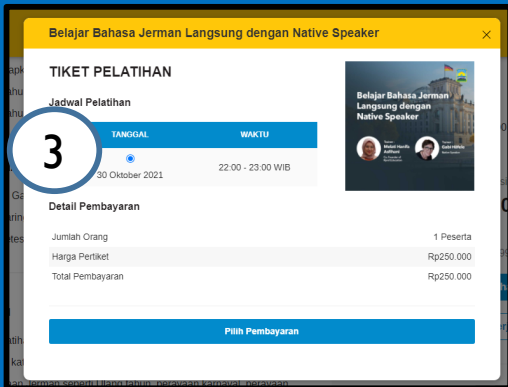 Belajar Bahasa Jerman Langsung dengan Native Speaker ×
TIKET PELATIHAN
Jadwal Pelatihan
3
TANGGAL WAKTU
30 Oktober 2021 22:00 - 23:00 WIB
Belajar Bahasa Jerman
Langsung dengan
Native Speaker
Detail Pembayaran
Jumlah Orang 1 Peserta
Harga Pertiket Rp250.000
Total Pembayaran Rp250.000
Pilih Pembayaran